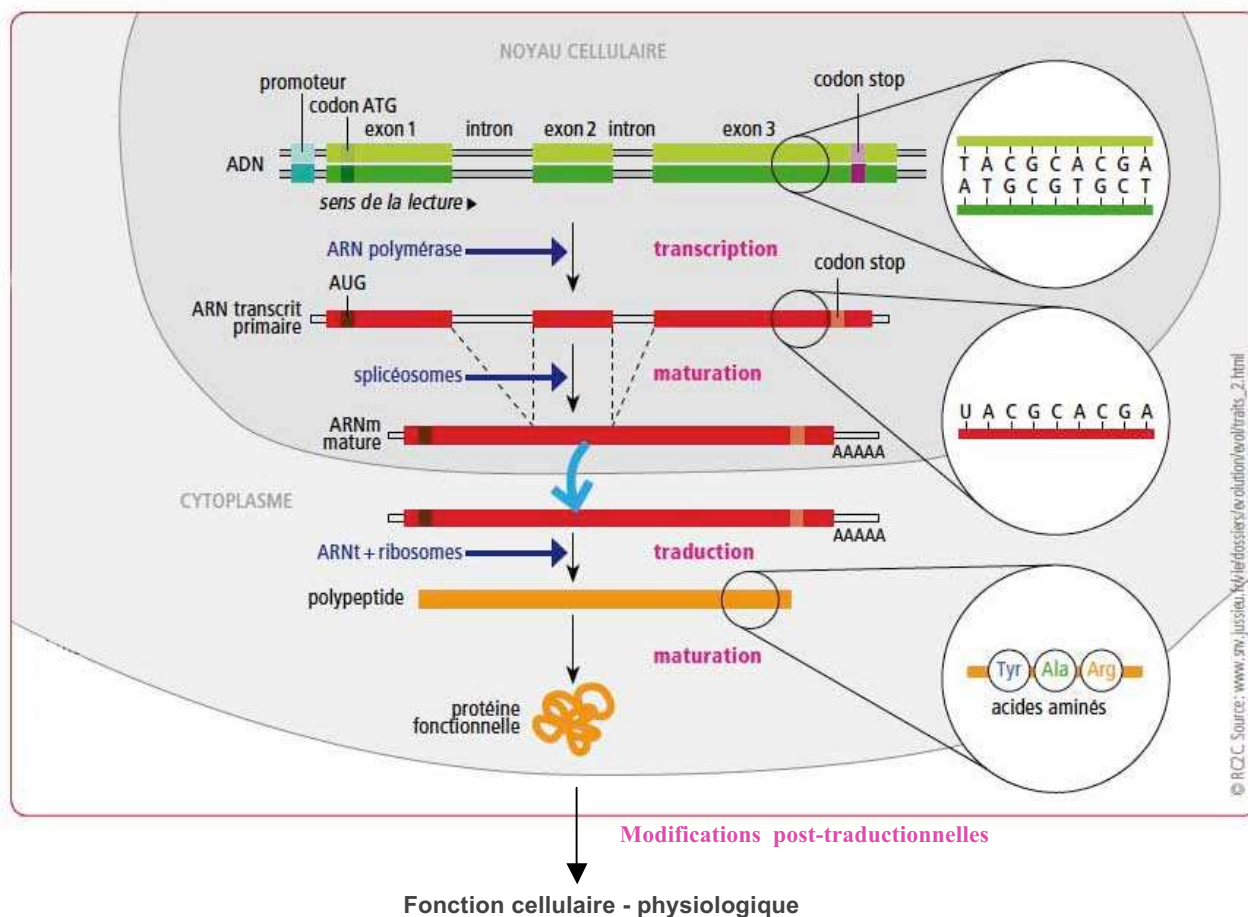 NOYAU CELLULAIRE
promoteur
codon ATG
codon stop
exon 1
intron
exon 2
intron
exon 3
ADN
sens de la lecture ▶
T A C G C A C G A
A T G C G T G C T
ARN polymérase
transcription
codon stop
AUG
ARN transcrit
primaire
splicéosomes
maturation
U A C G C A C G A
ARNm
mature
AAAAA
CYTOPLASME
AAAAA
ARNt + ribosomes
traduction
polypeptide
maturation
Tyr Ala Arg
acides aminés
protéine
fonctionnelle
© RC2C. Source: www.snv.jussieu.fr/vie/dossiers/evolution/evol/traits_2.html
Modifications post-traductionnelles
Fonction cellulaire - physiologique